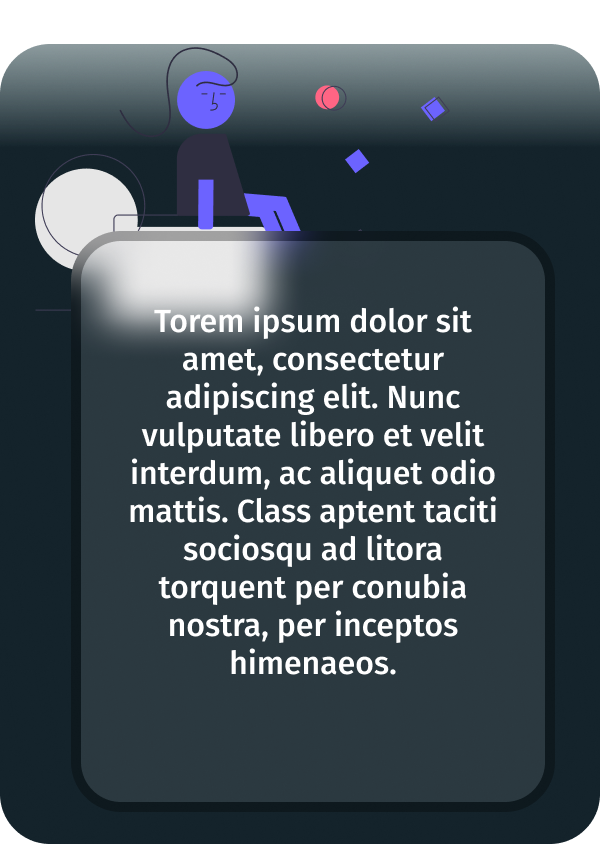 Torem ipsum dolor sit
amet, consectetur
adipiscing elit. Nunc
vulputate libero et velit
interdum, ac aliquet odio
mattis. Class aptent taciti
sociosqu ad litora
torquent per conubia
nostra, per inceptos
himenaeos.